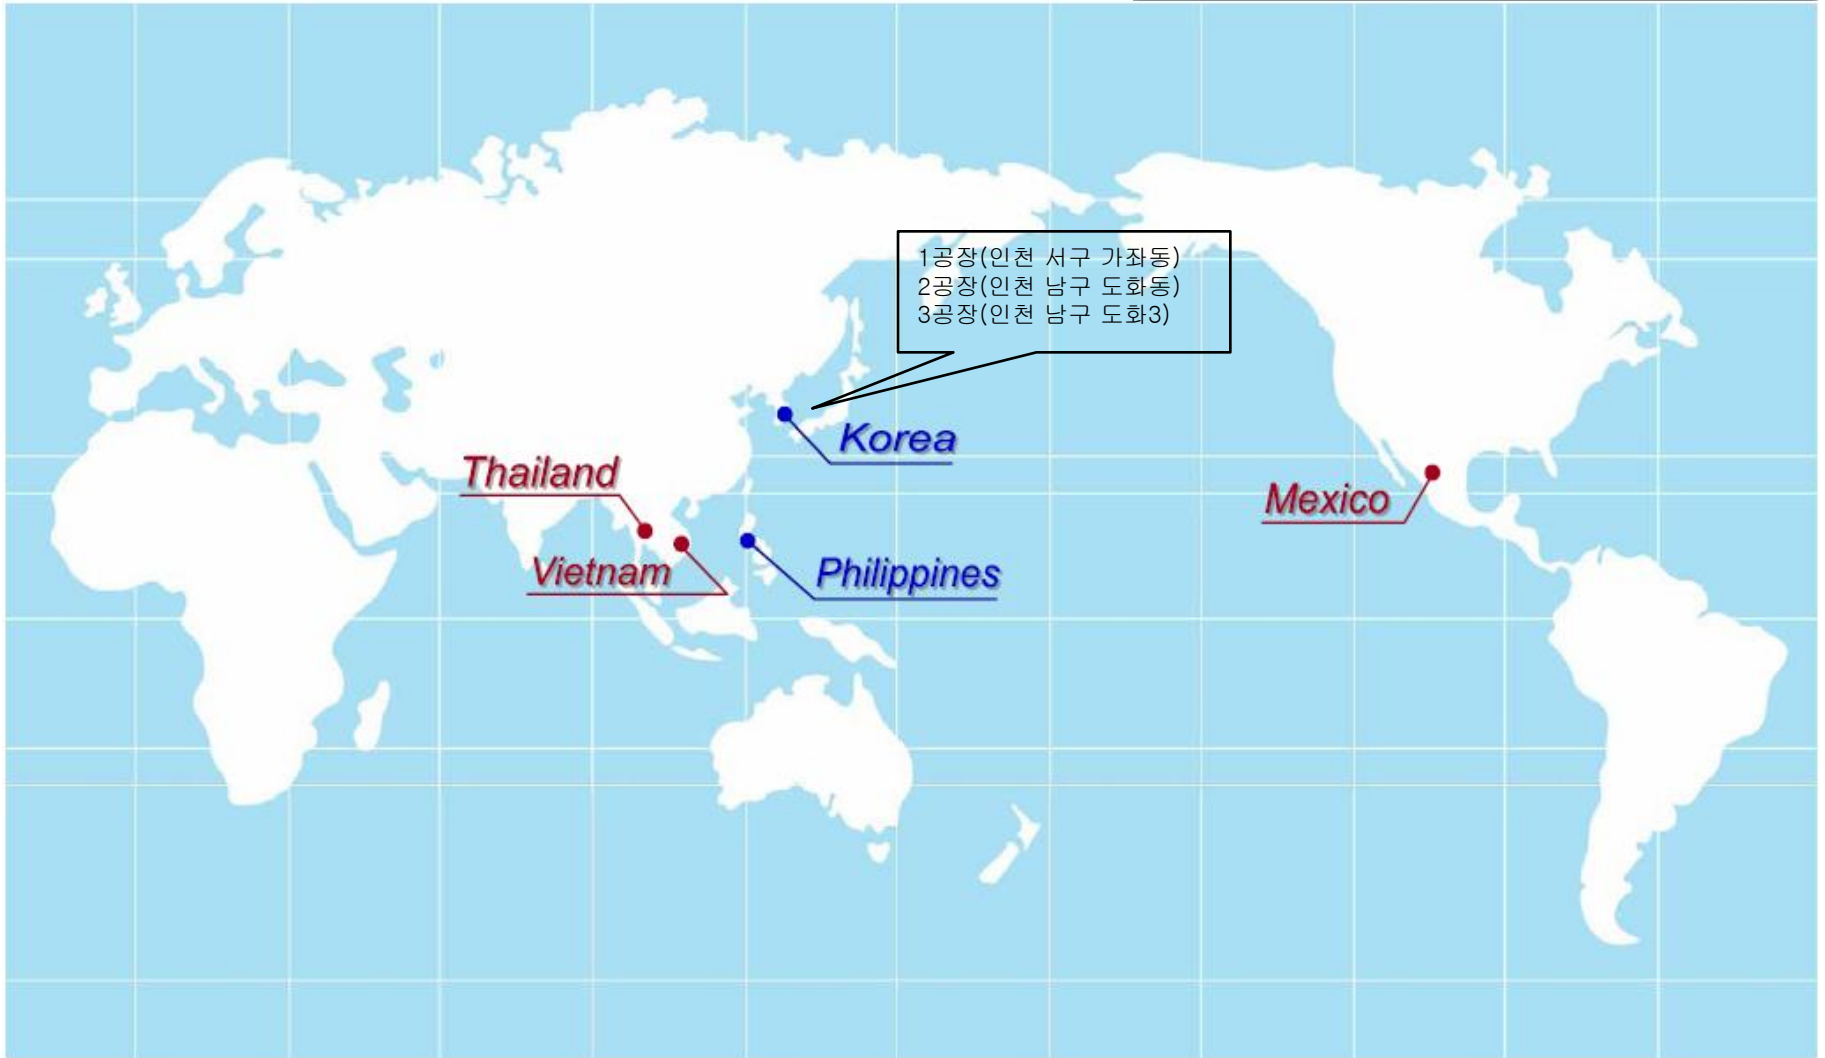 1공장(인천 서구 가좌동)
2공장(인천 남구 도화동)
3공장(인천 남구 도화3)
Korea
Thailand
Mexico
Vietnam
Philippines